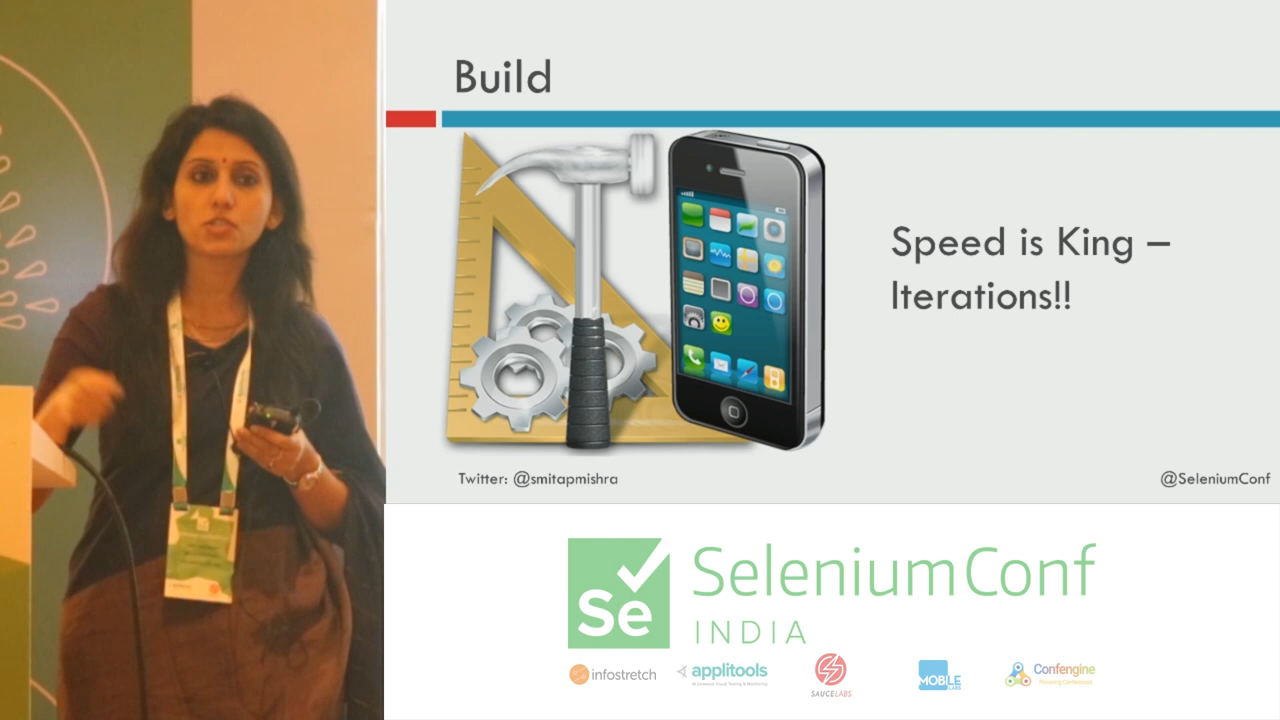 Build
Speed is King –
Iterations!!
Twitter: @smitapmishra
@SeleniumConf
Se
SeleniumConf
INDIA
infostretch
applitools
SAUCELABS
MOBILE
LABS
Confengine